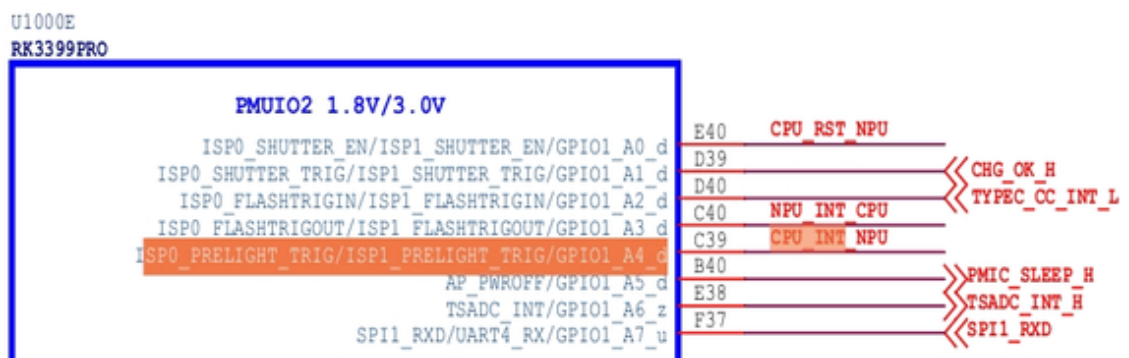 U1000E
RK3399PRO
PMUIO2 1.8V/3.0V
ISP0_SHUTTER_EN/ISP1_SHUTTER_EN/GPIO1_A0_d E40 CPU_RST_NPU
ISP0_SHUTTER_TRIG/ISP1_SHUTTER_TRIG/GPIO1_A1_d D39 CHG_OK_H
ISP0_FLASHTRIGIN/ISP1_FLASHTRIGIN/GPIO1_A2_d D40 TYPEC_CC_INT_L
ISP0_FLASHTRIGOUT/ISP1_FLASHTRIGOUT/GPIO1_A3_d C40 NPU_INT_CPU
ISP0_PRELIGHT_TRIG/ISP1_PRELIGHT_TRIG/GPIO1_A4_d C39 CPU_INT_NPU
AP_PWROFF/GPIO1_A5_d B40 PMIC_SLEEP_H
TSADC_INT/GPIO1_A6_z E38 TSADC_INT_H
SPI1_RXD/UART4_RX/GPIO1_A7_u F37 SPI1_RXD